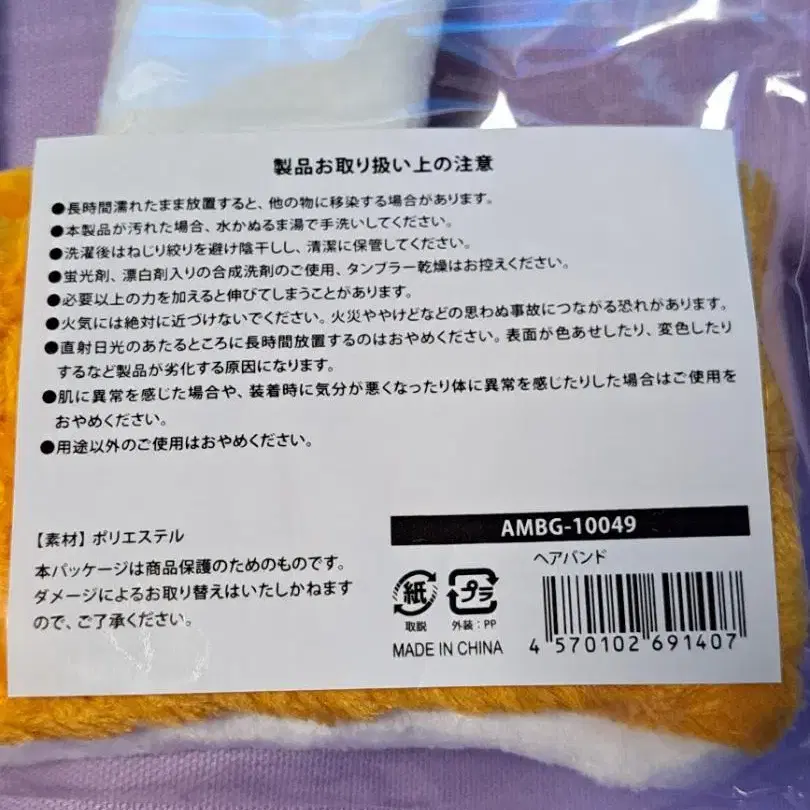 製品お取り扱い上の注意
●長時間濡れたまま放置すると、他の物に移染する場合があります。
●本製品が汚れた場合、水かぬるま湯で手洗いしてください。
●洗濯後はねじり絞りを避け陰干しし、清潔に保管してください。
●蛍光剤、漂白剤入りの合成洗剤のご使用、タンブラー乾燥はお控えください。
●必要以上の力を加えると伸びてしまうことがあります。
●火気には絶対に近づけないでください。火災ややけどなどの思わぬ事故につながる恐れがあります。
●直射日光のあたるところに長時間放置するのはおやめください。表面が色あせしたり、変色したり
するなど製品が劣化する原因になります。
●肌に異常を感じた場合や、装着時に気分が悪くなったり体に異常を感じたりした場合はご使用を
おやめください。
●用途以外のご使用はおやめください。
【素材】ポリエステル
本パッケージは商品保護のためのものです。
ダメージによるお取り替えはいたしかねます
ので、ご了承ください。
AMBG-10049
ヘアバンド
紙 プラ
取説 外装:PP
MADE IN CHINA
4 570102 691407